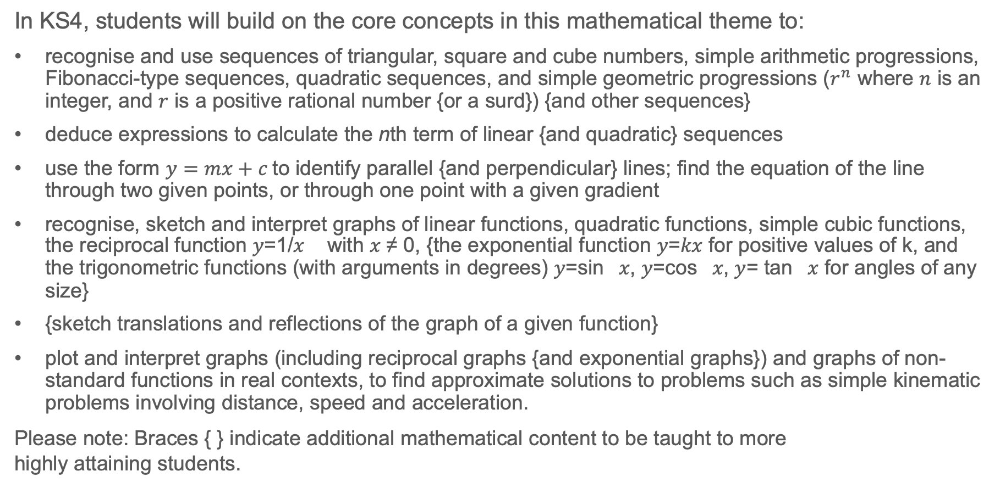 In KS4, students will build on the core concepts in this mathematical theme to:
• recognise and use sequences of triangular, square and cube numbers, simple arithmetic progressions,
Fibonacci-type sequences, quadratic sequences, and simple geometric progressions (𝑟ⁿ where 𝑛 is an
integer, and 𝑟 is a positive rational number {or a surd}) {and other sequences}
• deduce expressions to calculate the nth term of linear {and quadratic} sequences
• use the form 𝑦 = 𝑚𝑥 + 𝑐 to identify parallel {and perpendicular} lines; find the equation of the line
through two given points, or through one point with a given gradient
• recognise, sketch and interpret graphs of linear functions, quadratic functions, simple cubic functions,
the reciprocal function 𝑦=1/𝑥 with 𝑥 ≠ 0, {the exponential function 𝑦=𝑘𝑥 for positive values of k, and
the trigonometric functions (with arguments in degrees) 𝑦=sin 𝑥, 𝑦=cos 𝑥, 𝑦= tan 𝑥 for angles of any
size}
• {sketch translations and reflections of the graph of a given function}
• plot and interpret graphs (including reciprocal graphs {and exponential graphs}) and graphs of non-
standard functions in real contexts, to find approximate solutions to problems such as simple kinematic
problems involving distance, speed and acceleration.
Please note: Braces { } indicate additional mathematical content to be taught to more
highly attaining students.